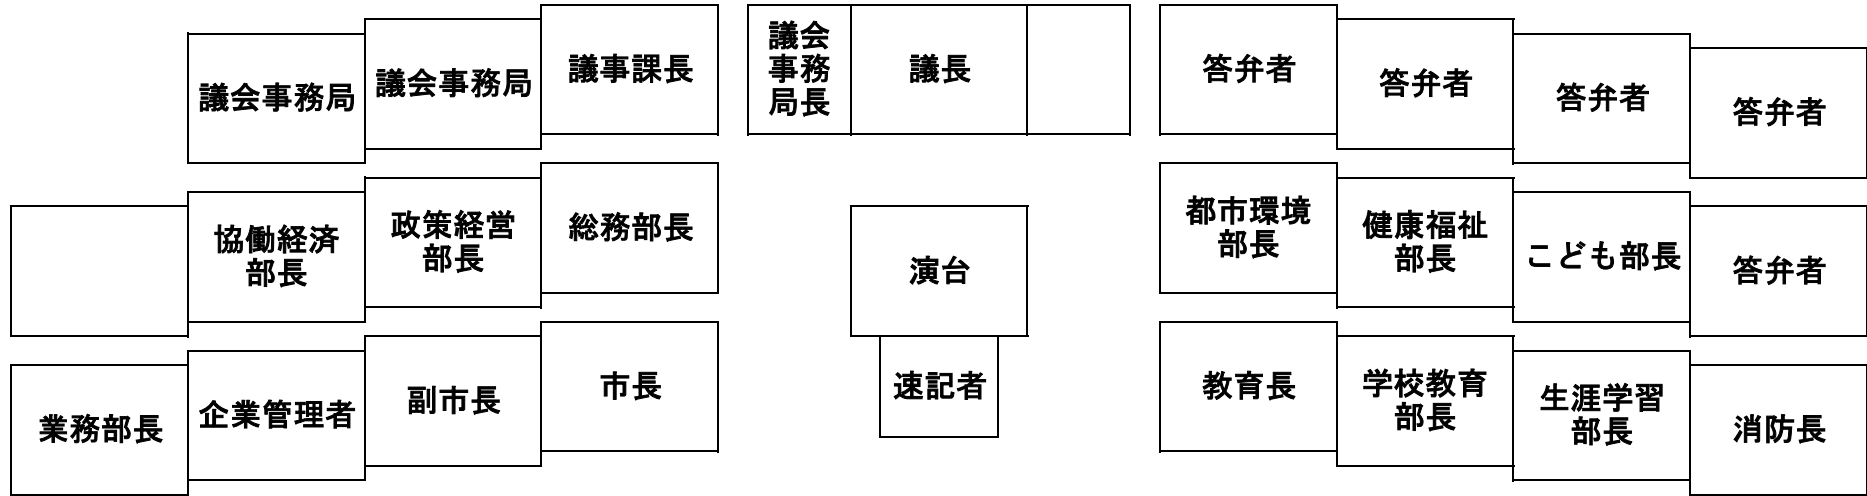 議会事務局
議会事務局
議事課長
議会
事務
局長
議長
答弁者
答弁者
答弁者
答弁者
協働経済
部長
政策経営
部長
総務部長
演台
都市環境
部長
健康福祉
部長
こども部長
答弁者
業務部長
企業管理者
副市長
市長
速記者
教育長
学校教育
部長
生涯学習
部長
消防長